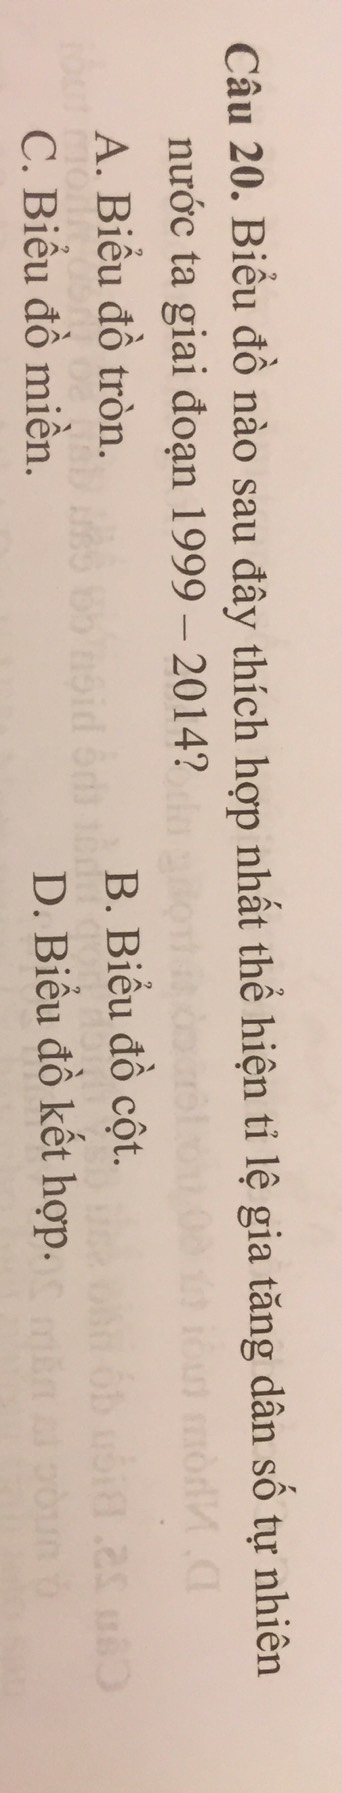 Câu 20. Biểu đồ nào sau đây thích hợp nhất thể hiện tỉ lệ gia tăng dân số tự nhiên
nước ta giai đoạn 1999 – 2014?
A. Biểu đồ tròn. B. Biểu đồ cột.
C. Biểu đồ miền. D. Biểu đồ kết hợp.